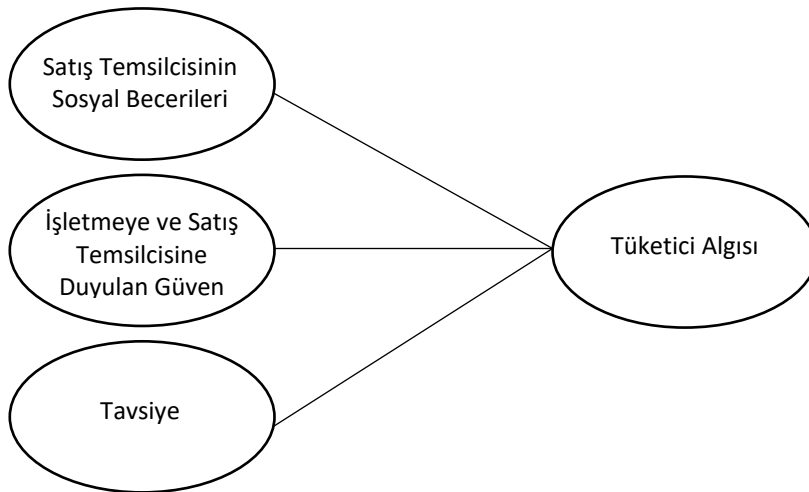 Satış Temsilcisinin
Sosyal Becerileri
İşletmeye ve Satış
Temsilcisine
Duyulan Güven
Tüketici Algısı
Tavsiye